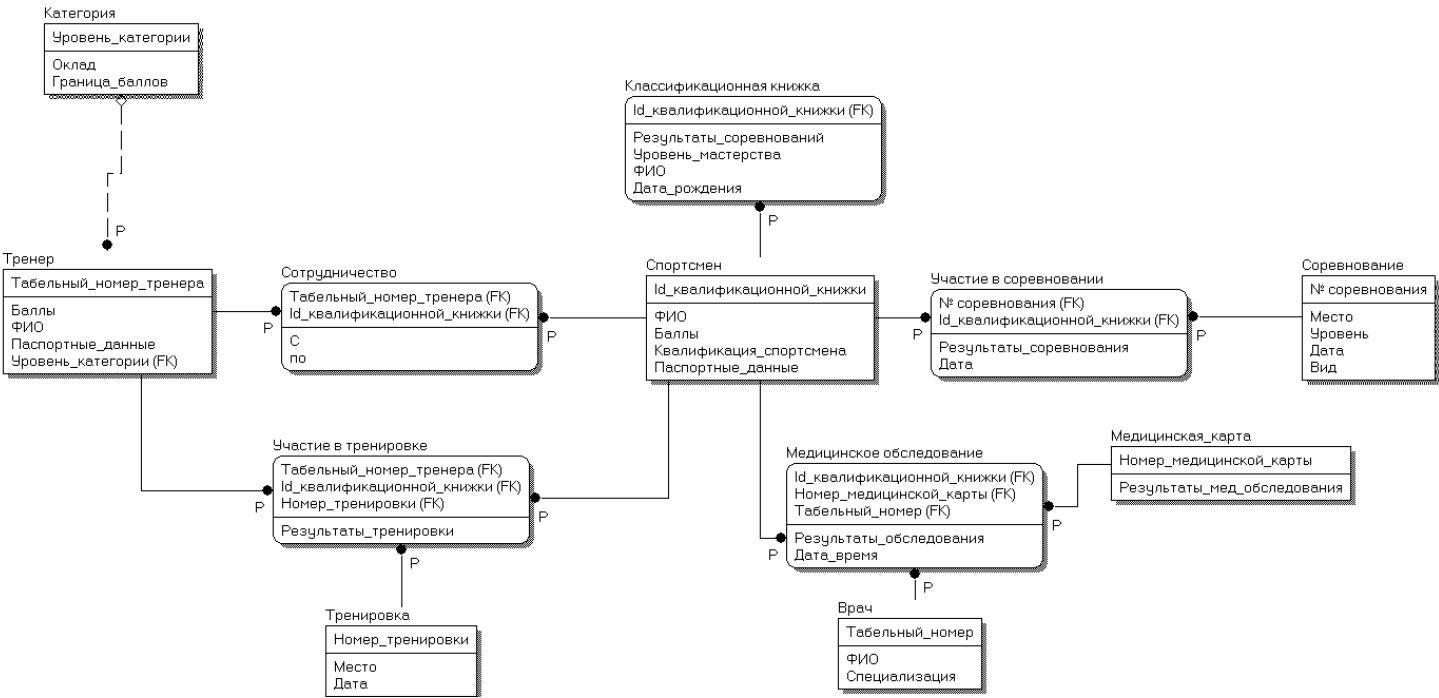 Категория
Уровень_категории
Оклад
Граница_баллов
P
Тренер
Табельный_номер_тренера
Баллы
ФИО
Паспортные_данные
Уровень_категории (FK)
P
Сотрудничество
Табельный_номер_тренера (FK)
Id_квалификационной_книжки (FK)
С
по
P
Классификационная книжка
Id_квалификационной_книжки (FK)
Результаты_соревнований
Уровень_мастерства
ФИО
Дата_рождения
P
Спортсмен
Id_квалификационной_книжки
ФИО
Баллы
Квалификация_спортсмена
Паспортные_данные
P
Участие в соревновании
№ соревнования (FK)
Id_квалификационной_книжки (FK)
Результаты_соревнования
Дата
P
Соревнование
№ соревнования
Место
Уровень
Дата
Вид
P
Участие в тренировке
Табельный_номер_тренера (FK)
Id_квалификационной_книжки (FK)
Номер_тренировки (FK)
Результаты_тренировки
P
P
Тренировка
Номер_тренировки
Место
Дата
P
Медицинское обследование
Id_квалификационной_книжки (FK)
Номер_медицинской_карты (FK)
Табельный_номер (FK)
Результаты_обследования
Дата_время
P
P
Врач
Табельный_номер
ФИО
Специализация
Медицинская_карта
Номер_медицинской_карты
Результаты_мед_обследования